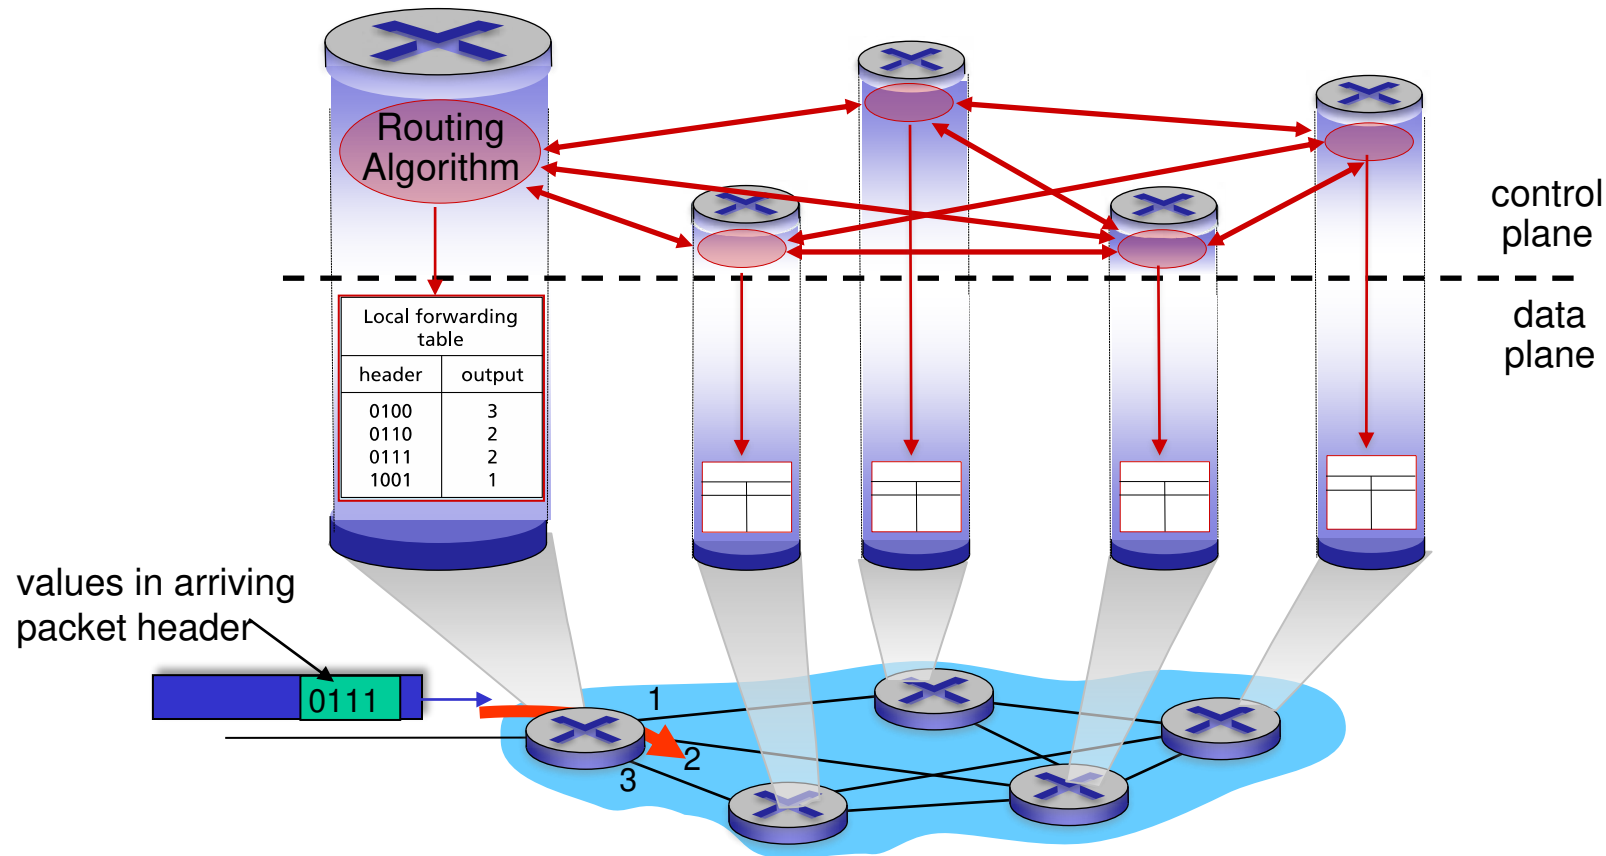 Routing
Algorithm
control
plane
data
plane
Local forwarding
table
header output
0100 3
0110 2
0111 2
1001 1
values in arriving
packet header
0111
1
2
3